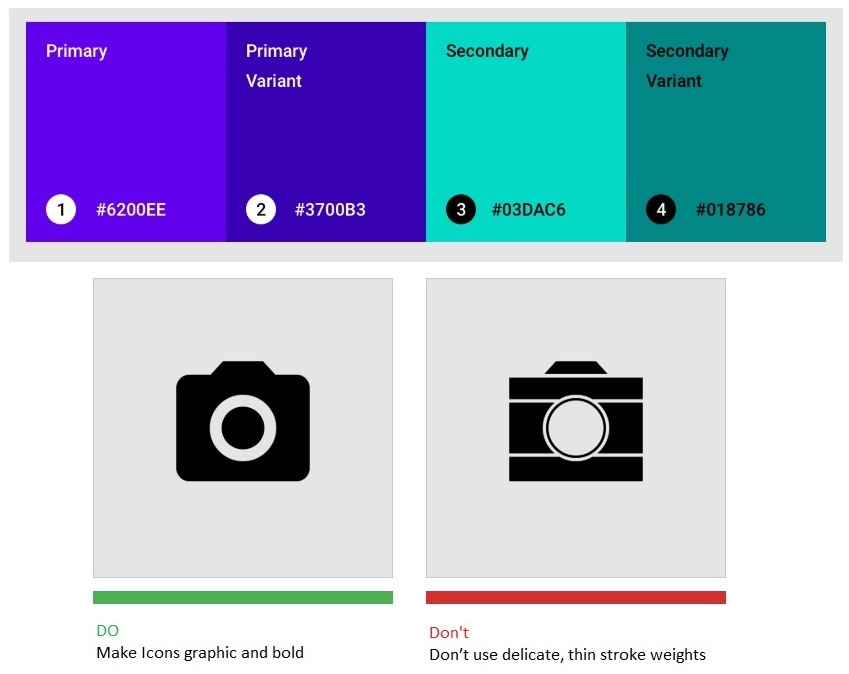 Primary
Primary
Variant
Secondary
Secondary
Variant
1 #6200EE
2 #3700B3
3 #03DAC6
4 #018786
DO
Make Icons graphic and bold
Don't
Don’t use delicate, thin stroke weights